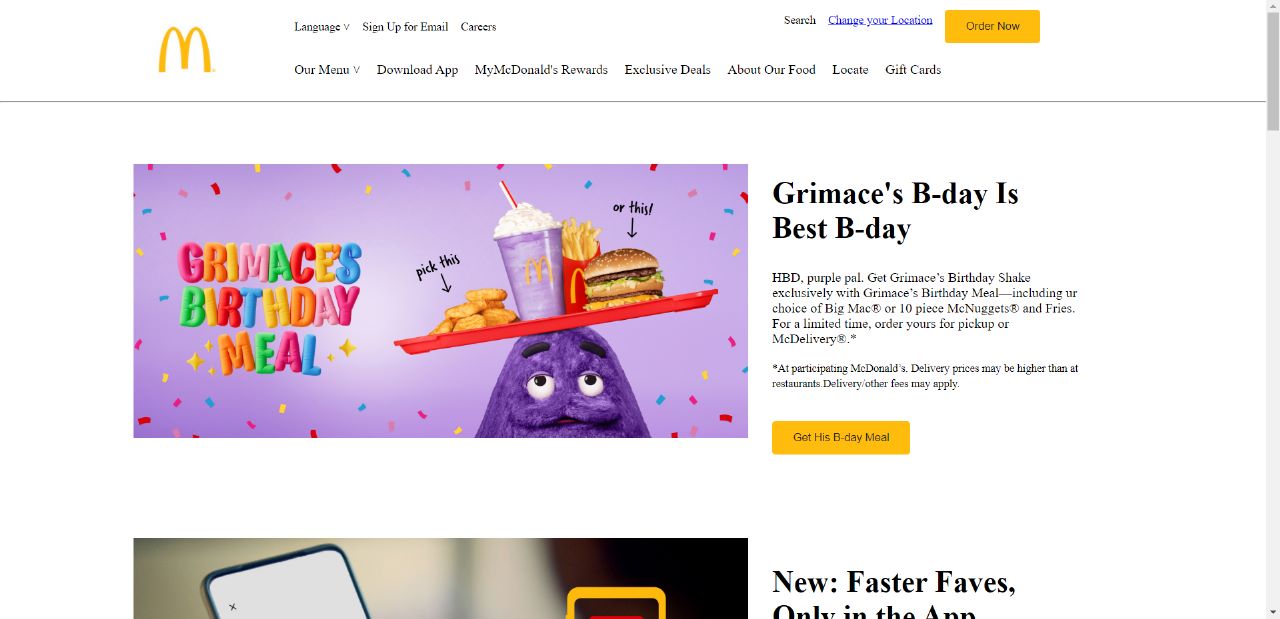 Language ˅ Sign Up for Email Careers
Search Change your Location Order Now
Our Menu ˅ Download App MyMcDonald's Rewards Exclusive Deals About Our Food Locate Gift Cards
GRIMACE'S
BIRTHDAY
MEAL
pick this
or this!
Grimace's B-day Is
Best B-day
HBD, purple pal. Get Grimace’s Birthday Shake
exclusively with Grimace’s Birthday Meal—including ur
choice of Big Mac® or 10 piece McNuggets® and Fries.
For a limited time, order yours for pickup or
McDelivery®.*
*At participating McDonald’s. Delivery prices may be higher than at
restaurants.Delivery/other fees may apply.
Get His B-day Meal
New: Faster Faves,
Only in the App